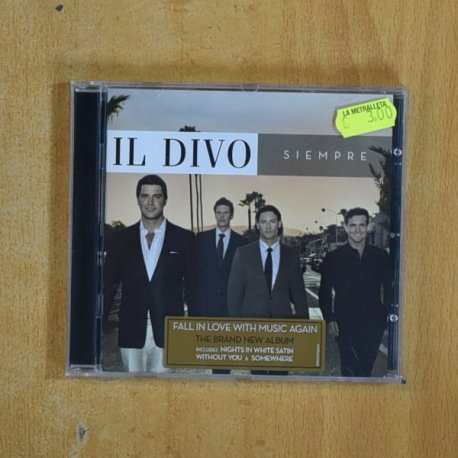 LA METRALLETA
€ 3,00
IL DIVO
SIEMPRE
FALL IN LOVE WITH MUSIC AGAIN
THE BRAND NEW ALBUM
INCLUDES NIGHTS IN WHITE SATIN
WITHOUT YOU & SOMEWHERE